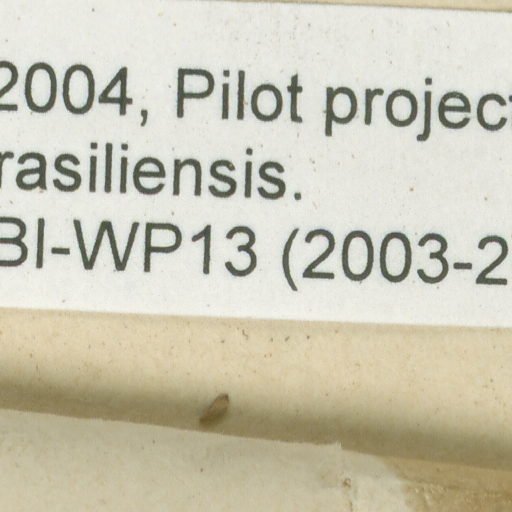 2004, Pilot projec
rasiliensis.
BI-WP13 (2003-2